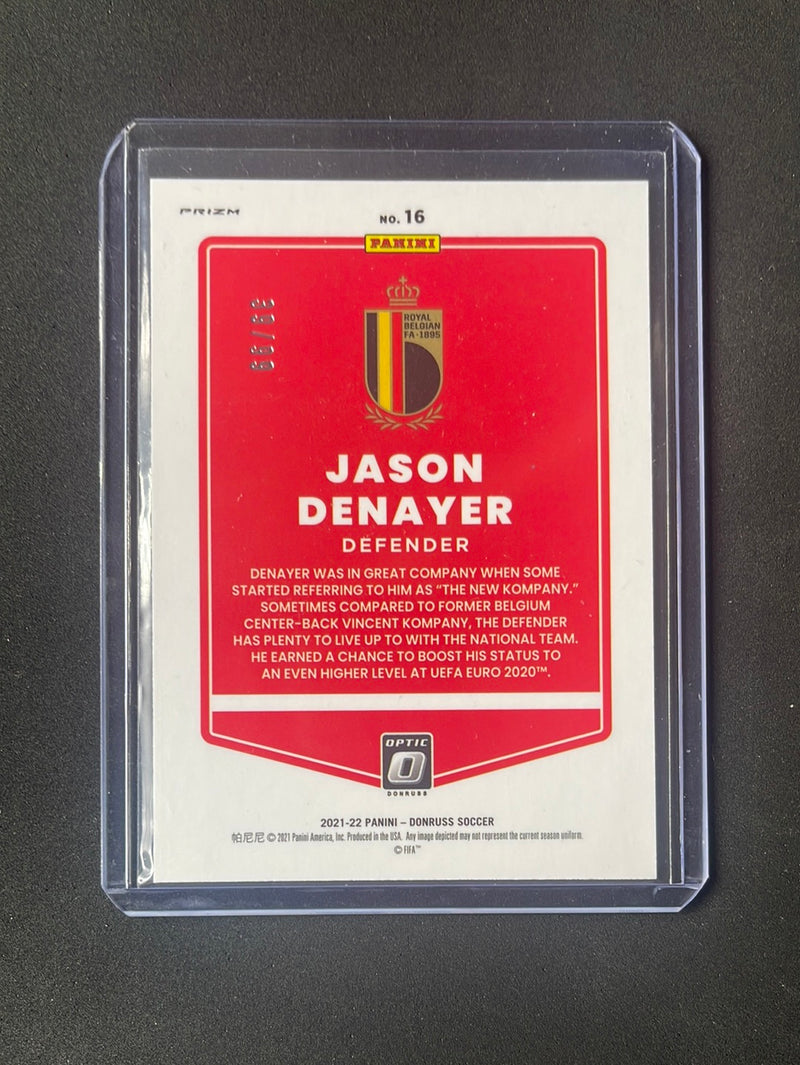 PRIZM
No. 16
PANINI
ROYAL
BELGIAN
FA-1895
JASON
DENAYER
DEFENDER
DENAYER WAS IN GREAT COMPANY WHEN SOME
STARTED REFERRING TO HIM AS “THE NEW KOMPANY.”
SOMETIMES COMPARED TO FORMER BELGIUM
CENTER-BACK VINCENT KOMPANY, THE DEFENDER
HAS PLENTY TO LIVE UP TO WITH THE NATIONAL TEAM.
HE EARNED A CHANCE TO BOOST HIS STATUS TO
AN EVEN HIGHER LEVEL AT UEFA EURO 2020™.
OPTIC
DONRUSS
2021-22 PANINI – DONRUSS SOCCER
帕尼尼 © 2021 Panini America, Inc. Produced in the USA. Any image depicted may not represent the current season uniform.
© FIFA™